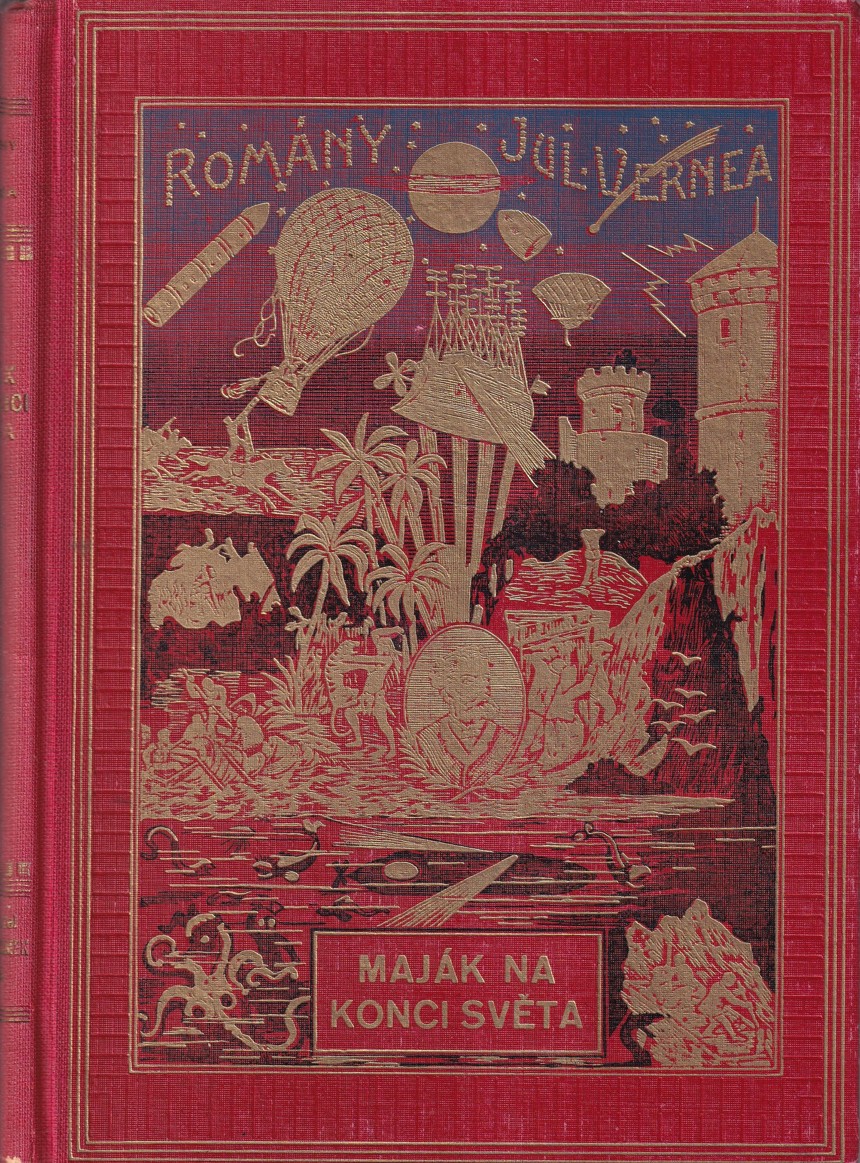 ROMÁNY JUL. VERNEA
MAJÁK NA
KONCI SVĚTA